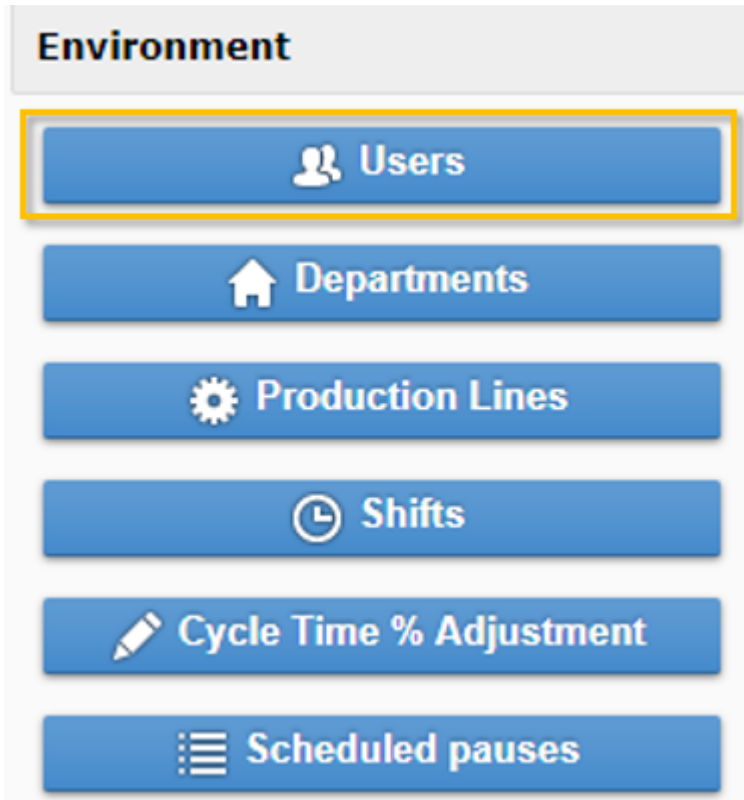 Environment
Users
Departments
Production Lines
Shifts
Cycle Time % Adjustment
Scheduled pauses